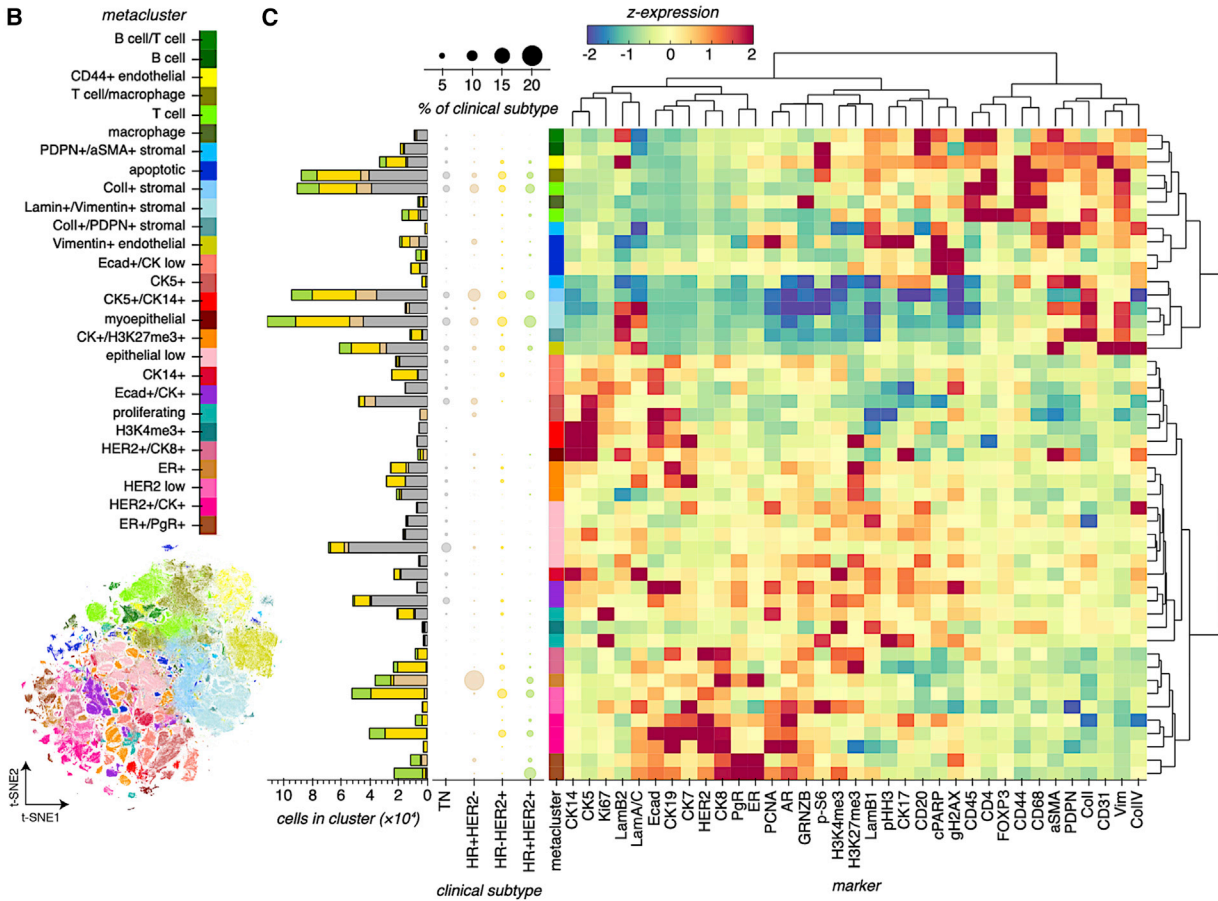 B
metacluster
B cell/T cell
B cell
CD44+ endothelial
T cell/macrophage
T cell
macrophage
PDPN+/aSMA+ stromal
apoptotic
Coll+ stromal
Lamin+/Vimentin+ stromal
Coll+/PDPN+ stromal
Vimentin+ endothelial
Ecad+/CK low
CK5+
CK5+/CK14+
myoepithelial
CK+/H3K27me3+
epithelial low
CK14+
Ecad+/CK+
proliferating
H3K4me3+
HER2+/CK8+
ER+
HER2 low
HER2+/CK+
ER+/PgR+
t-SNE2
t-SNE1
C
z-expression
-2 -1 0 1 2
5 10 15 20
% of clinical subtype
10 8 6 4 2 0
cells in cluster (×10⁴)
TN
HR+HER2-
HR-HER2+
HR+HER2+
clinical subtype
metacluster
CK14
CK5
Ki67
LamB2
LamA/C
Ecad
CK19
CK7
HER2
CK8
PgR
ER
PCNA
AR
GRNZB
p-S6
H3K4me3
H3K27me3
LamB1
pHH3
CK17
CD20
cPARP
gH2AX
CD45
CD4
FOXP3
CD44
CD68
aSMA
PDPN
ColI
CD31
Vim
ColIV
marker